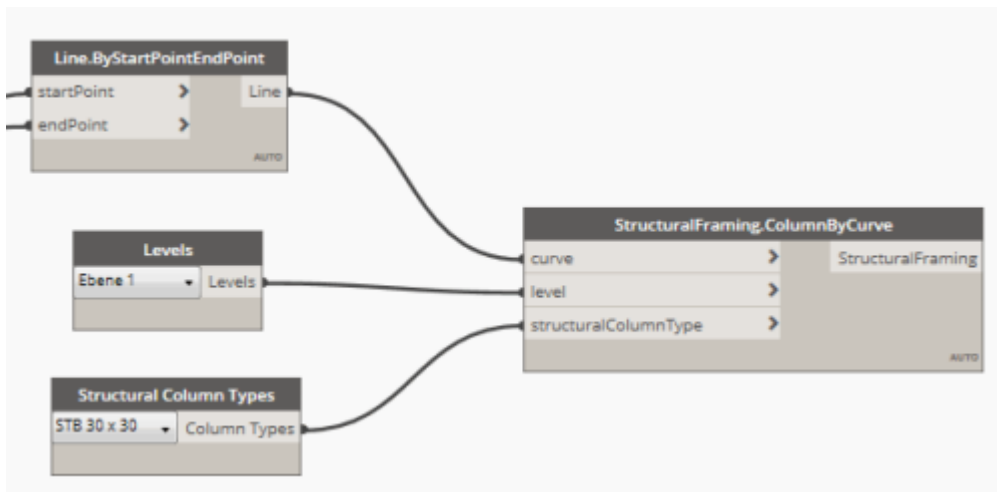 Line.ByStartPointEndPoint
startPoint > Line
endPoint >
AUTO
Levels
Ebene 1 Levels
Structural Column Types
STB 30 x 30 Column Types
StructuralFraming.ColumnByCurve
curve > StructuralFraming
level >
structuralColumnType >
AUTO